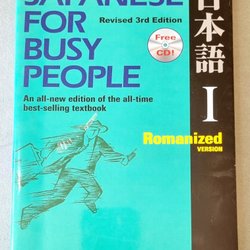 JAPANESE
FOR
BUSY
PEOPLE
Revised 3rd Edition
Free
CD!
An all-new edition of the all-time
best-selling textbook
日本語
I
Romanized
VERSION